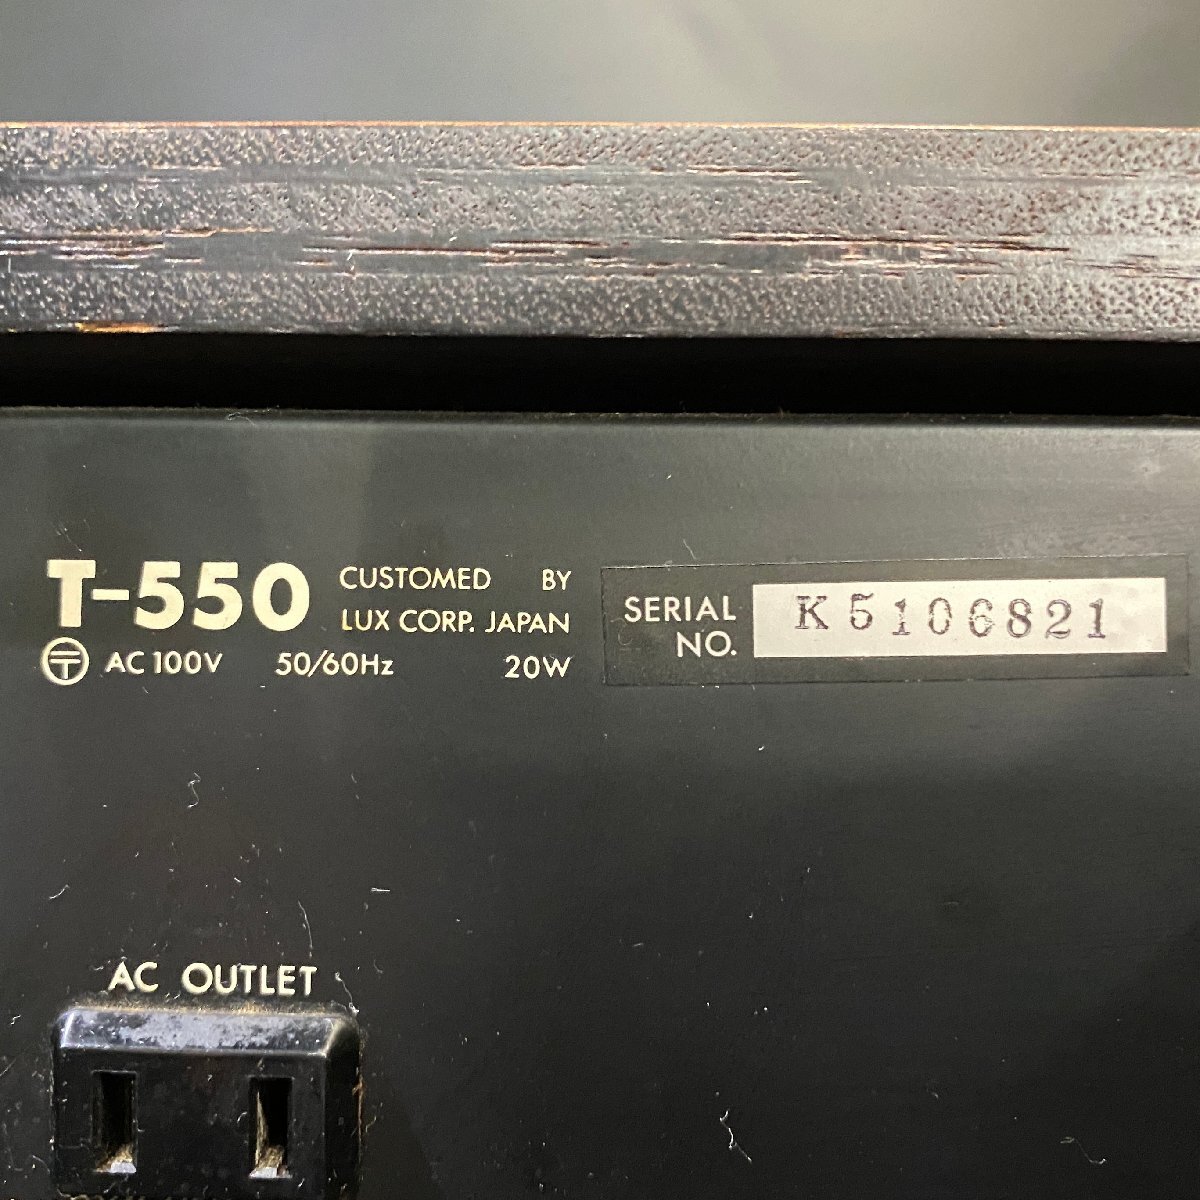 T-550 CUSTOMED BY
LUX CORP. JAPAN
AC 100V 50/60Hz 20W
SERIAL NO. K5106821
AC OUTLET